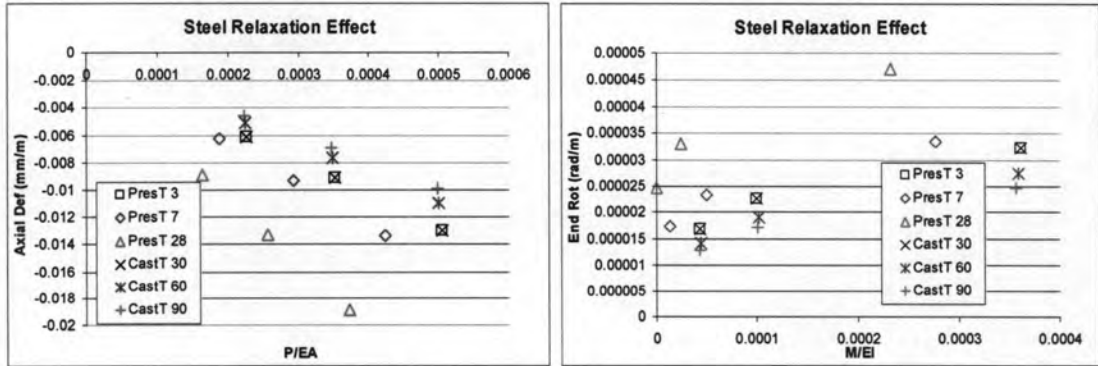 Steel Relaxation Effect
0
0 0.0001 0.0002 0.0003 0.0004 0.0005 0.0006
-0.002
-0.004
-0.006
-0.008
-0.01
-0.012
-0.014
-0.016
-0.018
-0.02
Axial Def (mm/m)
PresT 3
PresT 7
PresT 28
CastT 30
CastT 60
CastT 90
P/EA
Steel Relaxation Effect
0.00005
0.000045
0.00004
0.000035
0.00003
0.000025
0.00002
0.000015
0.00001
0.000005
0
End Rot (rad/m)
PresT 3
PresT 7
PresT 28
CastT 30
CastT 60
CastT 90
0 0.0001 0.0002 0.0003 0.0004
M/EI